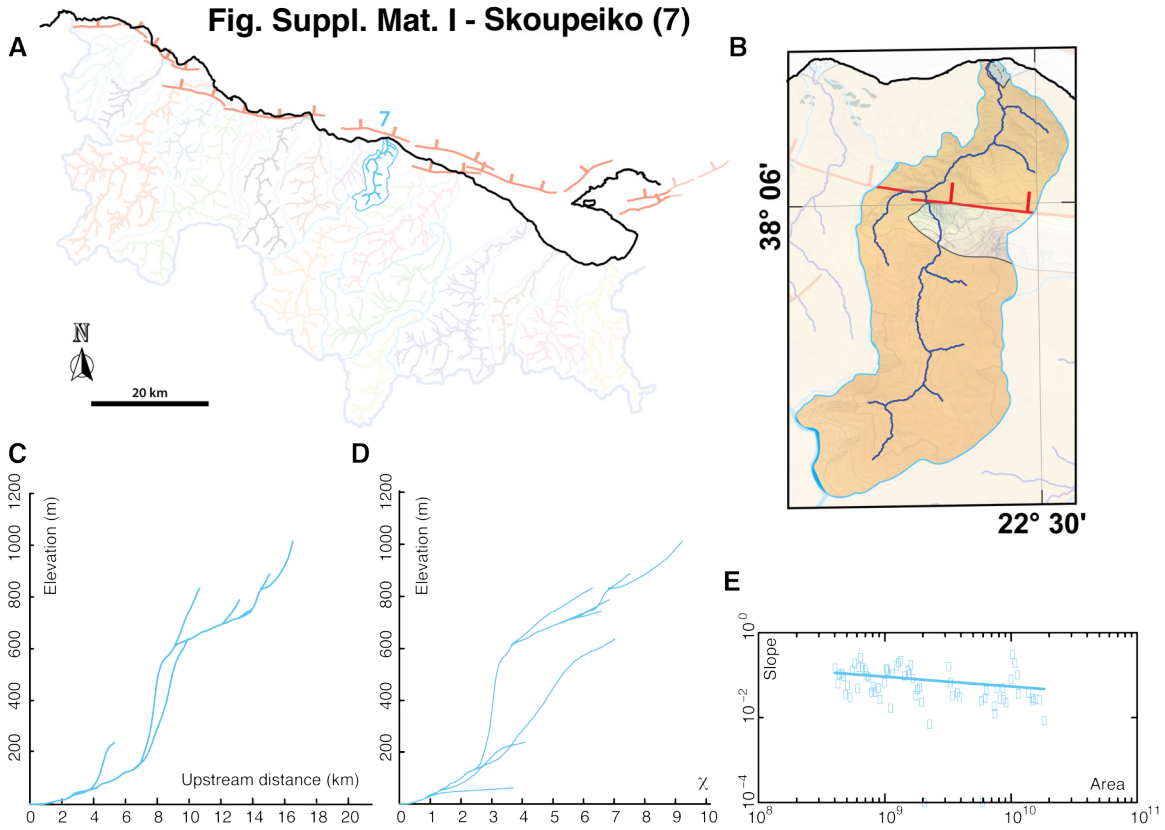 Fig. Suppl. Mat. I - Skoupeiko (7)
A
7
N
20 km
B
38° 06'
22° 30'
C
Elevation (m)
1200
1000
800
600
400
200
Upstream distance (km)
0 2 4 6 8 10 12 14 16 18 20
D
Elevation (m)
1200
1000
800
600
400
200
χ
0 1 2 3 4 5 6 7 8 9 10
E
Slope
10^0
10^-2
10^-4
Area
10^8 10^9 10^10 10^11